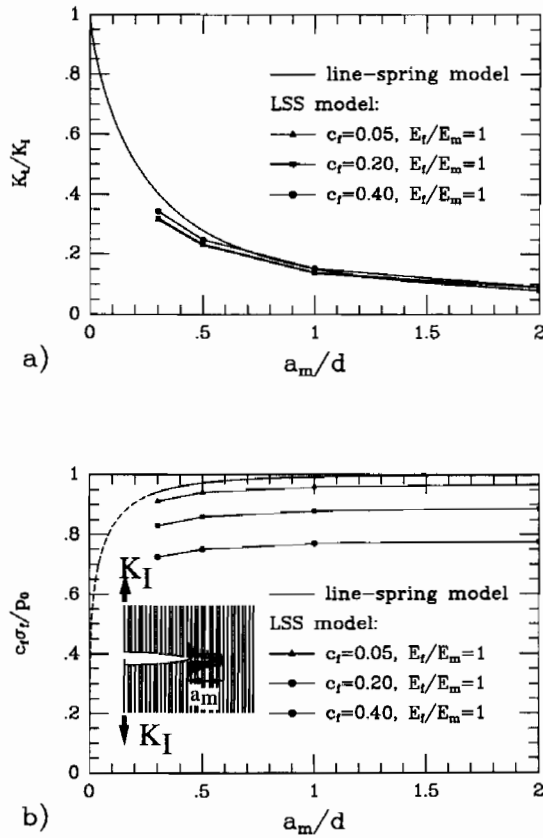 1
.8
.6
.4
.2
0
K_t/K_I
line-spring model
LSS model:
c_f=0.05, E_f/E_m=1
c_f=0.20, E_f/E_m=1
c_f=0.40, E_f/E_m=1
0 .5 1 1.5 2
a) a_m/d
1
.8
.6
.4
.2
0
c_fσ_f/p_0
K_I
a_m
K_I
line-spring model
LSS model:
c_f=0.05, E_f/E_m=1
c_f=0.20, E_f/E_m=1
c_f=0.40, E_f/E_m=1
0 .5 1 1.5 2
b) a_m/d